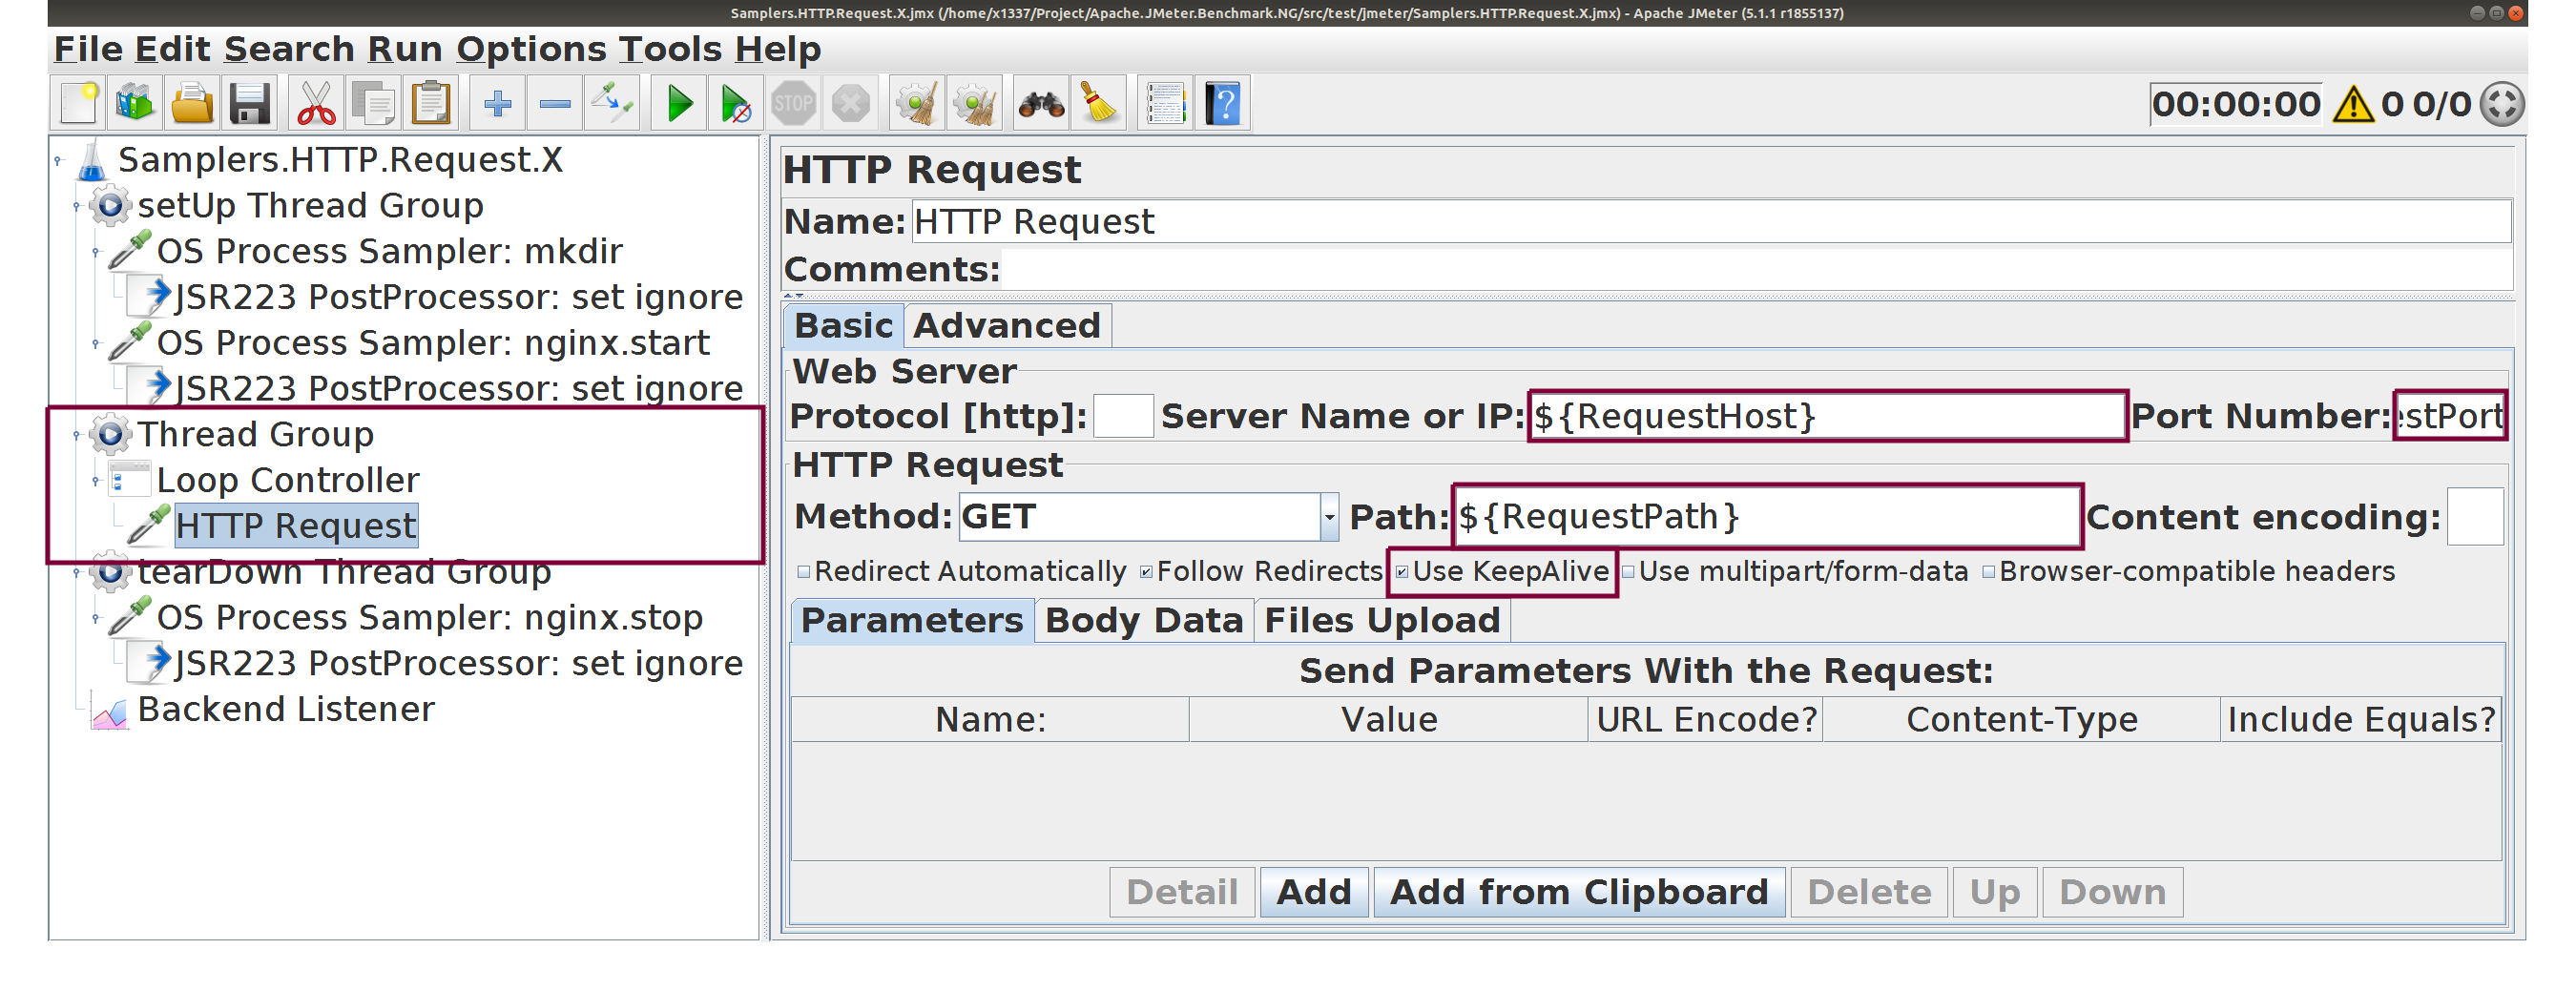 Samplers.HTTP.Request.X.jmx (/home/x1337/Project/Apache.JMeter.Benchmark.NG/src/test/jmeter/Samplers.HTTP.Request.X.jmx) - Apache JMeter (5.1.1 r1855137)
File Edit Search Run Options Tools Help
STOP
00:00:00 0 0/0
Samplers.HTTP.Request.X
setUp Thread Group
OS Process Sampler: mkdir
JSR223 PostProcessor: set ignore
OS Process Sampler: nginx.start
JSR223 PostProcessor: set ignore
Thread Group
Loop Controller
HTTP Request
tearDown Thread Group
OS Process Sampler: nginx.stop
JSR223 PostProcessor: set ignore
Backend Listener
HTTP Request
Name: HTTP Request
Comments:
Basic Advanced
Web Server
Protocol [http]: Server Name or IP: ${RequestHost} Port Number: estPort
HTTP Request
Method: GET Path: ${RequestPath} Content encoding:
Redirect Automatically Follow Redirects Use KeepAlive Use multipart/form-data Browser-compatible headers
Parameters Body Data Files Upload
Send Parameters With the Request:
Name: Value URL Encode? Content-Type Include Equals?
Detail Add Add from Clipboard Delete Up Down